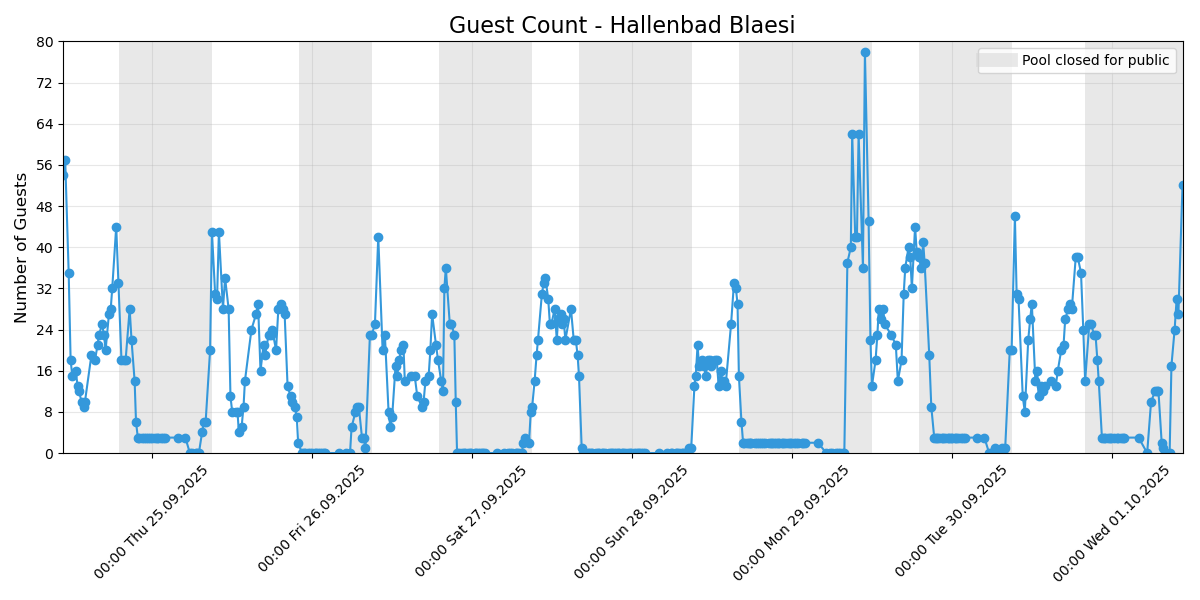 Guest Count - Hallenbad Blaesi
Pool closed for public
Number of Guests
80
72
64
56
48
40
32
24
16
8
0
00:00 Thu 25.09.2025
00:00 Fri 26.09.2025
00:00 Sat 27.09.2025
00:00 Sun 28.09.2025
00:00 Mon 29.09.2025
00:00 Tue 30.09.2025
00:00 Wed 01.10.2025